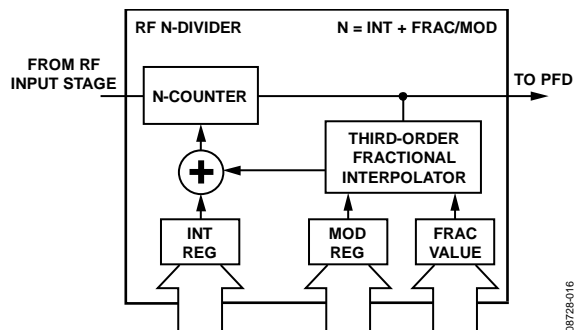 RF N-DIVIDER
N = INT + FRAC/MOD
FROM RF
INPUT STAGE
TO PFD
N-COUNTER
THIRD-ORDER
FRACTIONAL
INTERPOLATOR
+
INT
REG
MOD
REG
FRAC
VALUE
08728-016